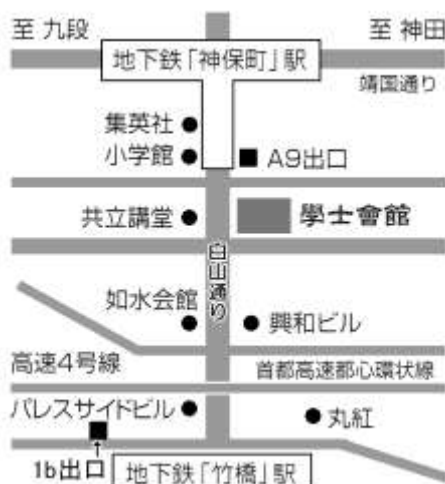 至 九段
至 神田
地下鉄「神保町」駅
靖国通り
集英社
小学館
A9出口
共立講堂
學士會館
白山通り
如水会館
興和ビル
高速4号線
首都高速都心環状線
パレスサイドビル
丸紅
1b出口
地下鉄「竹橋」駅